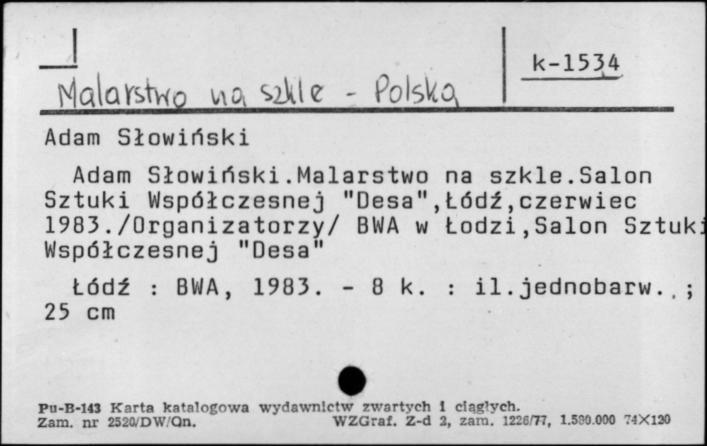 k-1534
Malarstwo na szkle - Polska
Adam Słowiński
Adam Słowiński.Malarstwo na szkle.Salon
Sztuki Współczesnej "Desa",Łódź,czerwiec
1983./Organizatorzy/ BWA w Łodzi,Salon Sztuki
Współczesnej "Desa"
Łódź : BWA, 1983. - 8 k. : il.jednobarw. ;
25 cm
Pu-B-143 Karta katalogowa wydawnictw zwartych i ciągłych.
Zam. nr 2520/DW/Qn. WZGraf. Z-d 2, zam. 1226/77, 1.500.000 74X120